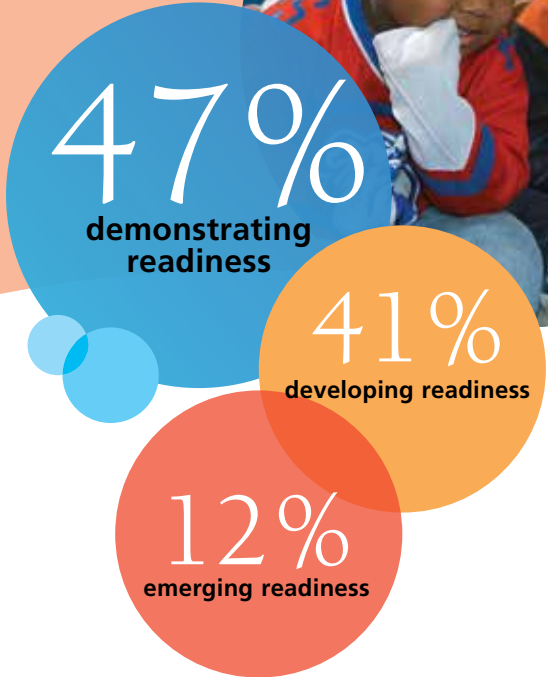 47%
demonstrating
readiness
41%
developing readiness
12%
emerging readiness